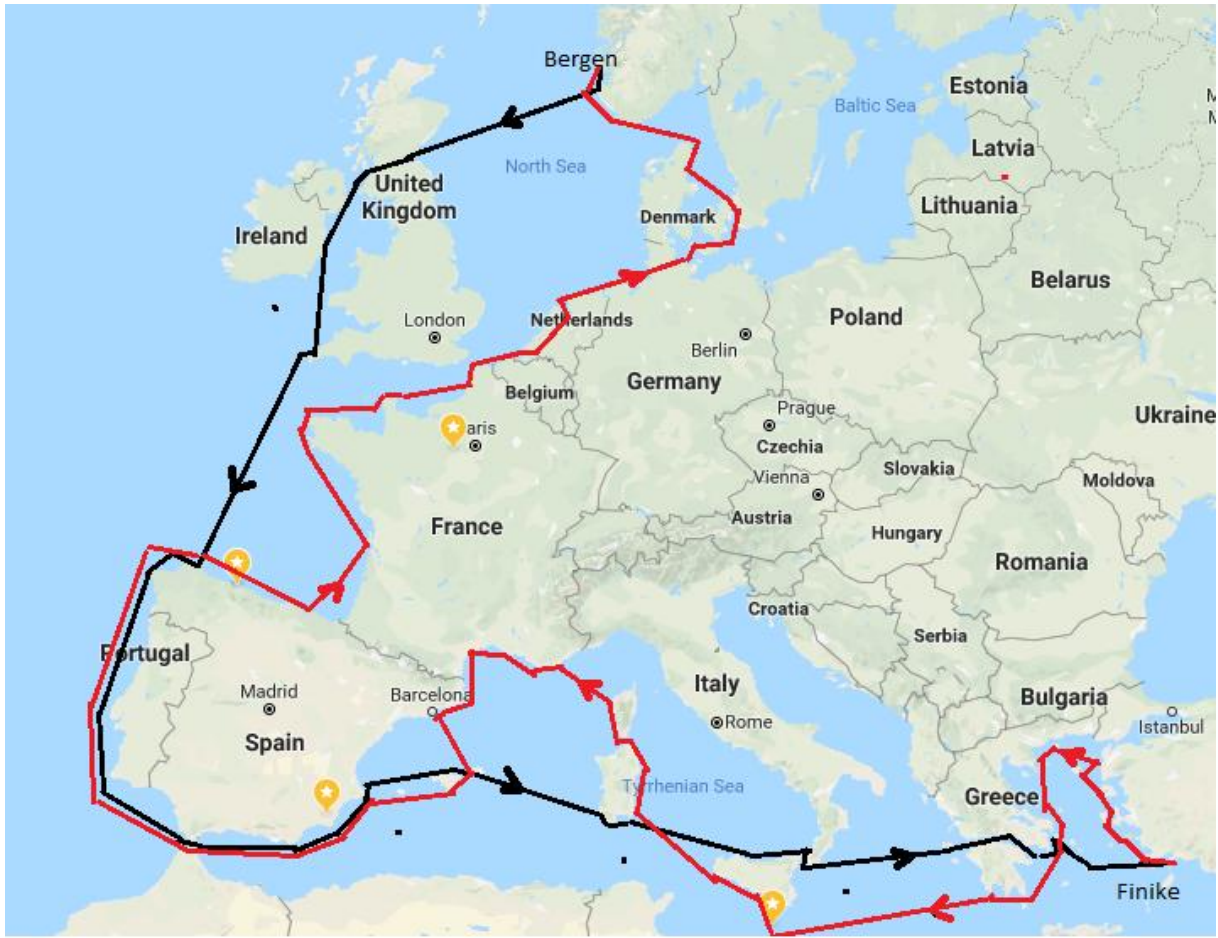 Bergen
Estonia
Baltic Sea
Latvia
North Sea
United
Kingdom
Lithuania
Denmark
Ireland
Belarus
London
Netherlands
Poland
Berlin
Germany
Belgium
Prague
Ukraine
aris
Czechia
Slovakia
Vienna
Moldova
France
Austria
Hungary
Romania
Croatia
Serbia
Portugal
Madrid
Barcelona
Italy
Bulgaria
Rome
Istanbul
Spain
Tyrrhenian Sea
Greece
Finike